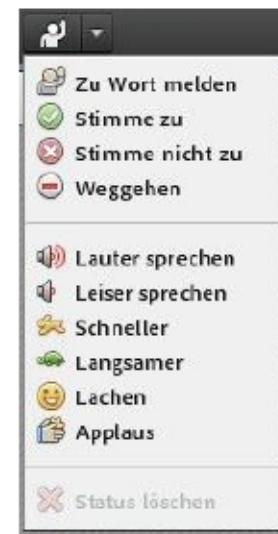 Zu Wort melden
Stimme zu
Stimme nicht zu
Weggehen
Lauter sprechen
Leiser sprechen
Schneller
Langsamer
Lachen
Applaus
Status löschen